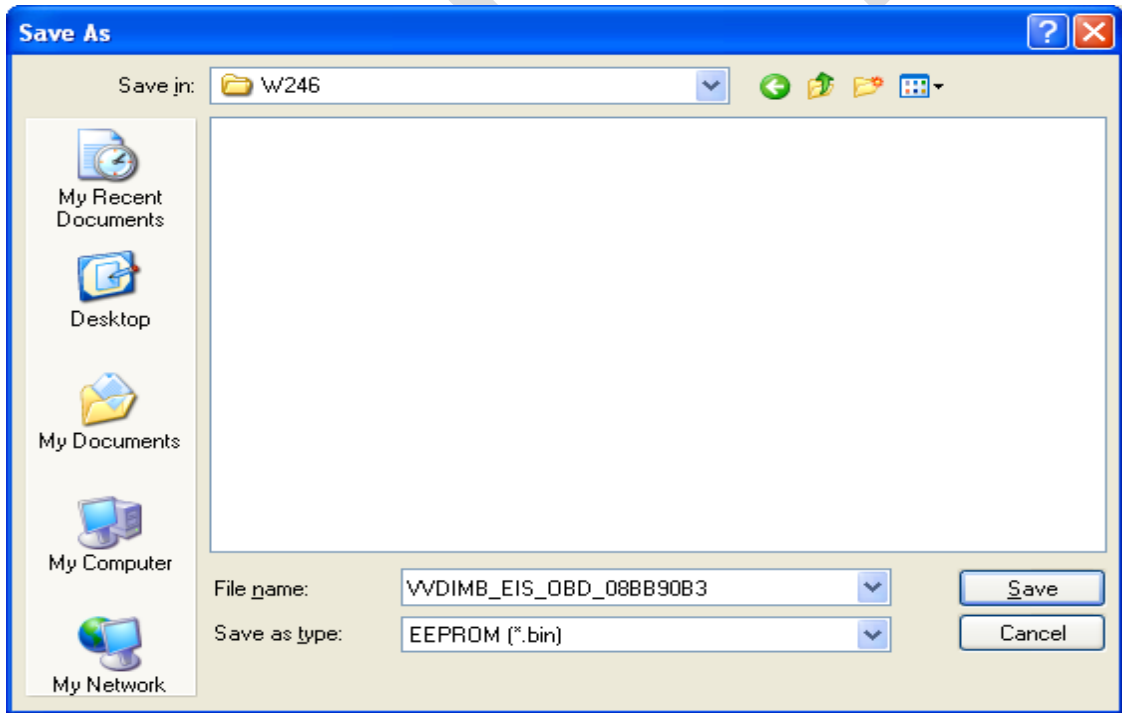 Save As
Save in: W246
My Recent
Documents
Desktop
My Documents
My Computer
My Network
File name: VVDIMB_EIS_OBD_08BB90B3 Save
Save as type: EEPROM (*.bin) Cancel